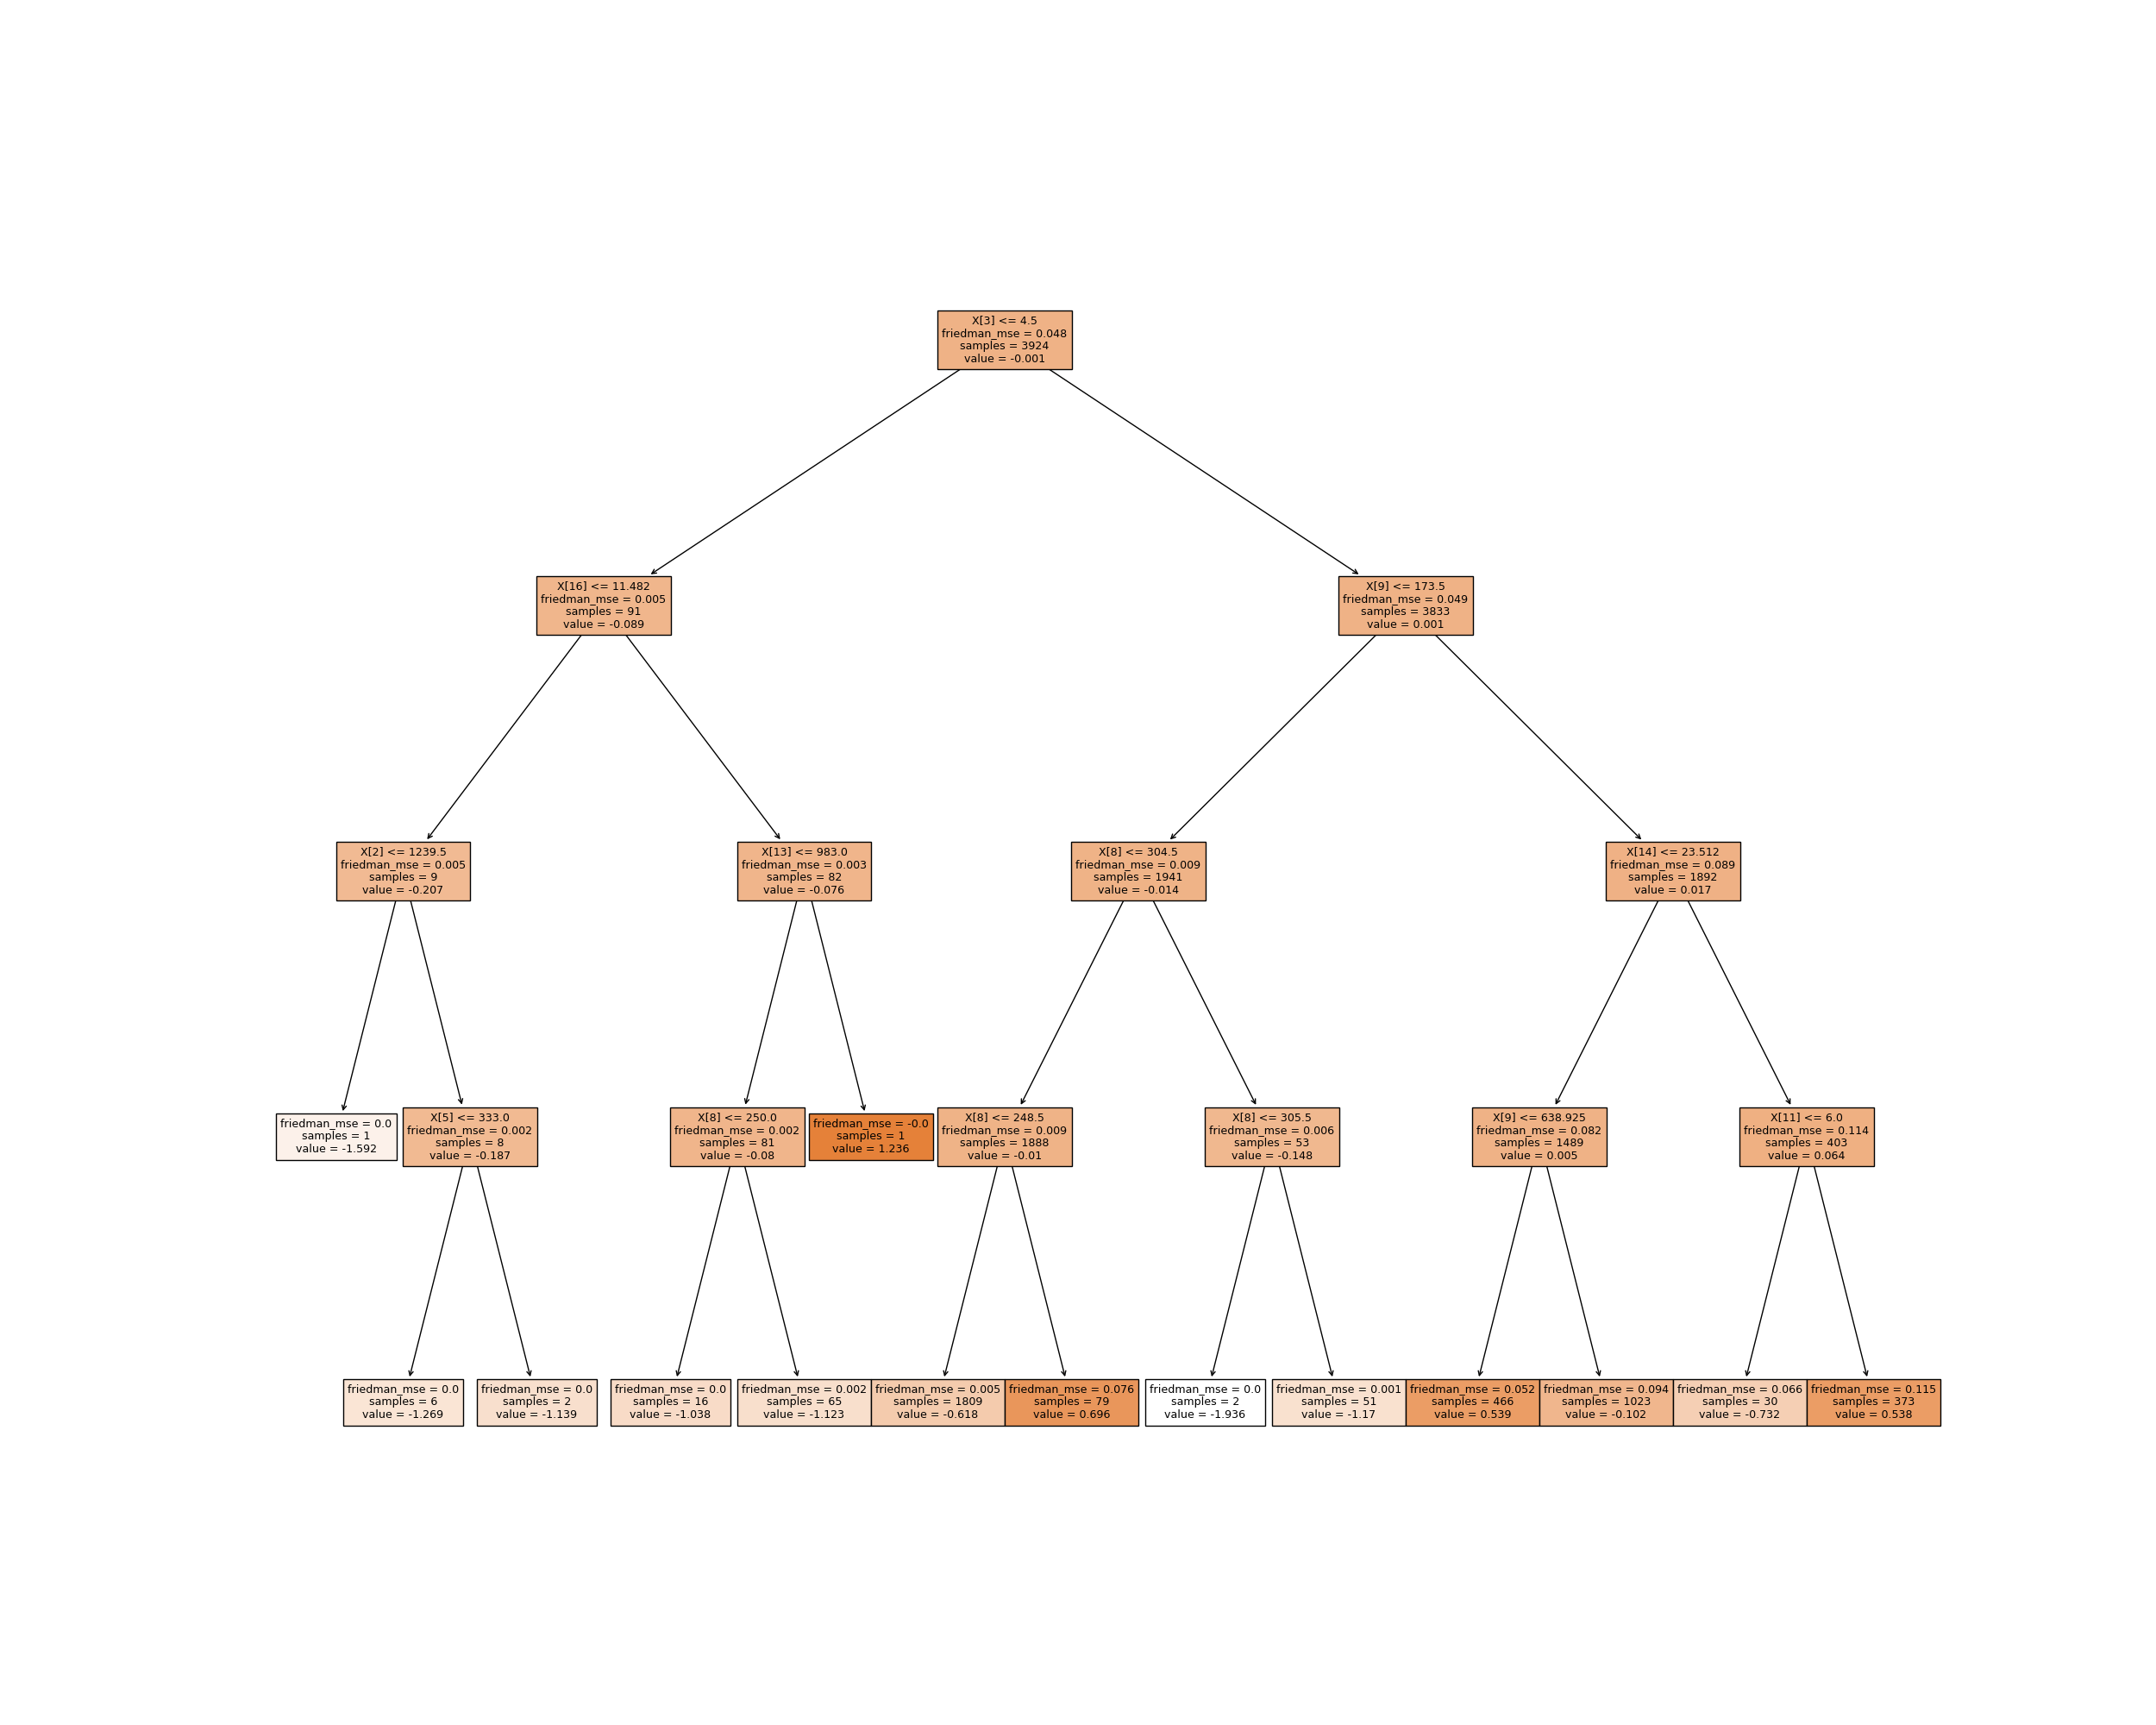 X[3] <= 4.5
friedman_mse = 0.048
samples = 3924
value = -0.001
X[16] <= 11.482
friedman_mse = 0.005
samples = 91
value = -0.089
X[9] <= 173.5
friedman_mse = 0.049
samples = 3833
value = 0.001
X[2] <= 1239.5
friedman_mse = 0.005
samples = 9
value = -0.207
X[13] <= 983.0
friedman_mse = 0.003
samples = 82
value = -0.076
X[8] <= 304.5
friedman_mse = 0.009
samples = 1941
value = -0.014
X[14] <= 23.512
friedman_mse = 0.089
samples = 1892
value = 0.017
friedman_mse = 0.0
samples = 1
value = -1.592
X[5] <= 333.0
friedman_mse = 0.002
samples = 8
value = -0.187
X[8] <= 250.0
friedman_mse = 0.002
samples = 81
value = -0.08
friedman_mse = -0.0
samples = 1
value = 1.236
X[8] <= 248.5
friedman_mse = 0.009
samples = 1888
value = -0.01
X[8] <= 305.5
friedman_mse = 0.006
samples = 53
value = -0.148
X[9] <= 638.925
friedman_mse = 0.082
samples = 1489
value = 0.005
X[11] <= 6.0
friedman_mse = 0.114
samples = 403
value = 0.064
friedman_mse = 0.0
samples = 6
value = -1.269
friedman_mse = 0.0
samples = 2
value = -1.139
friedman_mse = 0.0
samples = 16
value = -1.038
friedman_mse = 0.002
samples = 65
value = -1.123
friedman_mse = 0.005
samples = 1809
value = -0.618
friedman_mse = 0.076
samples = 79
value = 0.696
friedman_mse = 0.0
samples = 2
value = -1.936
friedman_mse = 0.001
samples = 51
value = -1.17
friedman_mse = 0.052
samples = 466
value = 0.539
friedman_mse = 0.094
samples = 1023
value = -0.102
friedman_mse = 0.066
samples = 30
value = -0.732
friedman_mse = 0.115
samples = 373
value = 0.538